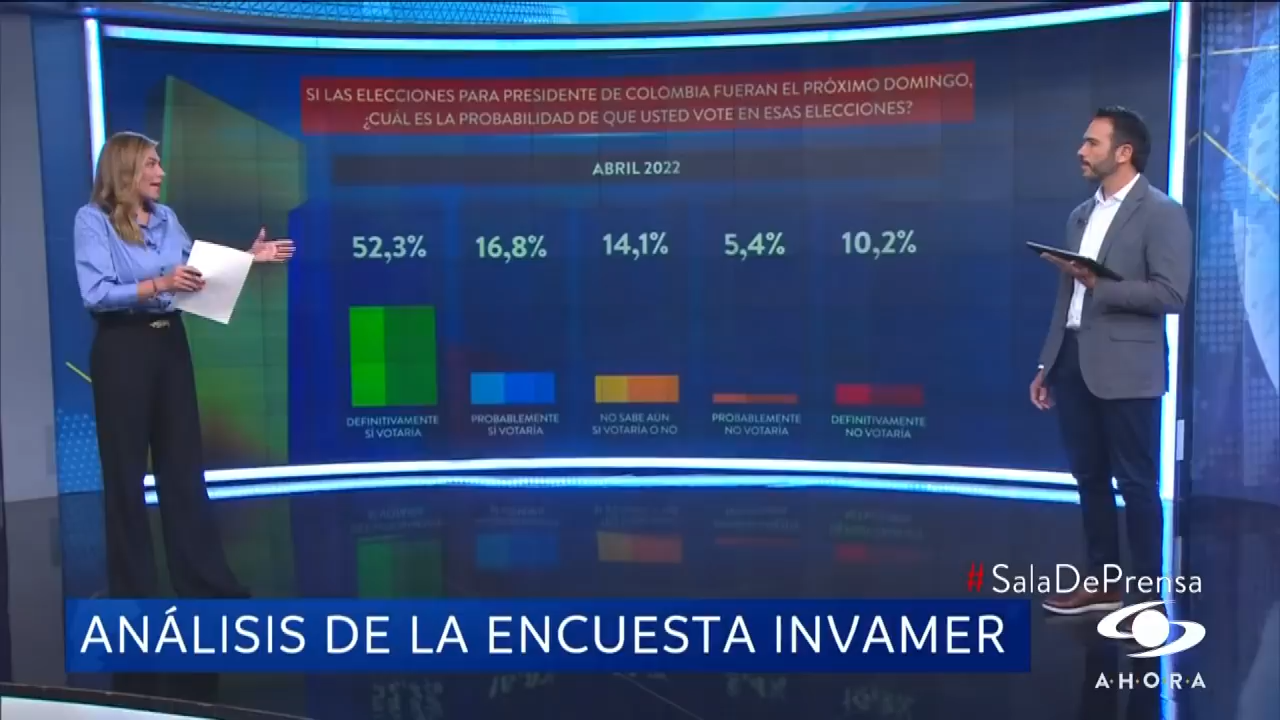 SI LAS ELECCIONES PARA PRESIDENTE DE COLOMBIA FUERAN EL PRÓXIMO DOMINGO,
¿CUÁL ES LA PROBABILIDAD DE QUE USTED VOTE EN ESAS ELECCIONES?
ABRIL 2022
52,3% 16,8% 14,1% 5,4% 10,2%
DEFINITIVAMENTE PROBABLEMENTE NO SABE AÚN PROBABLEMENTE DEFINITIVAMENTE
SÍ VOTARÍA SÍ VOTARÍA SI VOTARÍA O NO NO VOTARÍA NO VOTARÍA
#SalaDePrensa
ANÁLISIS DE LA ENCUESTA INVAMER
A·H·O·R·A